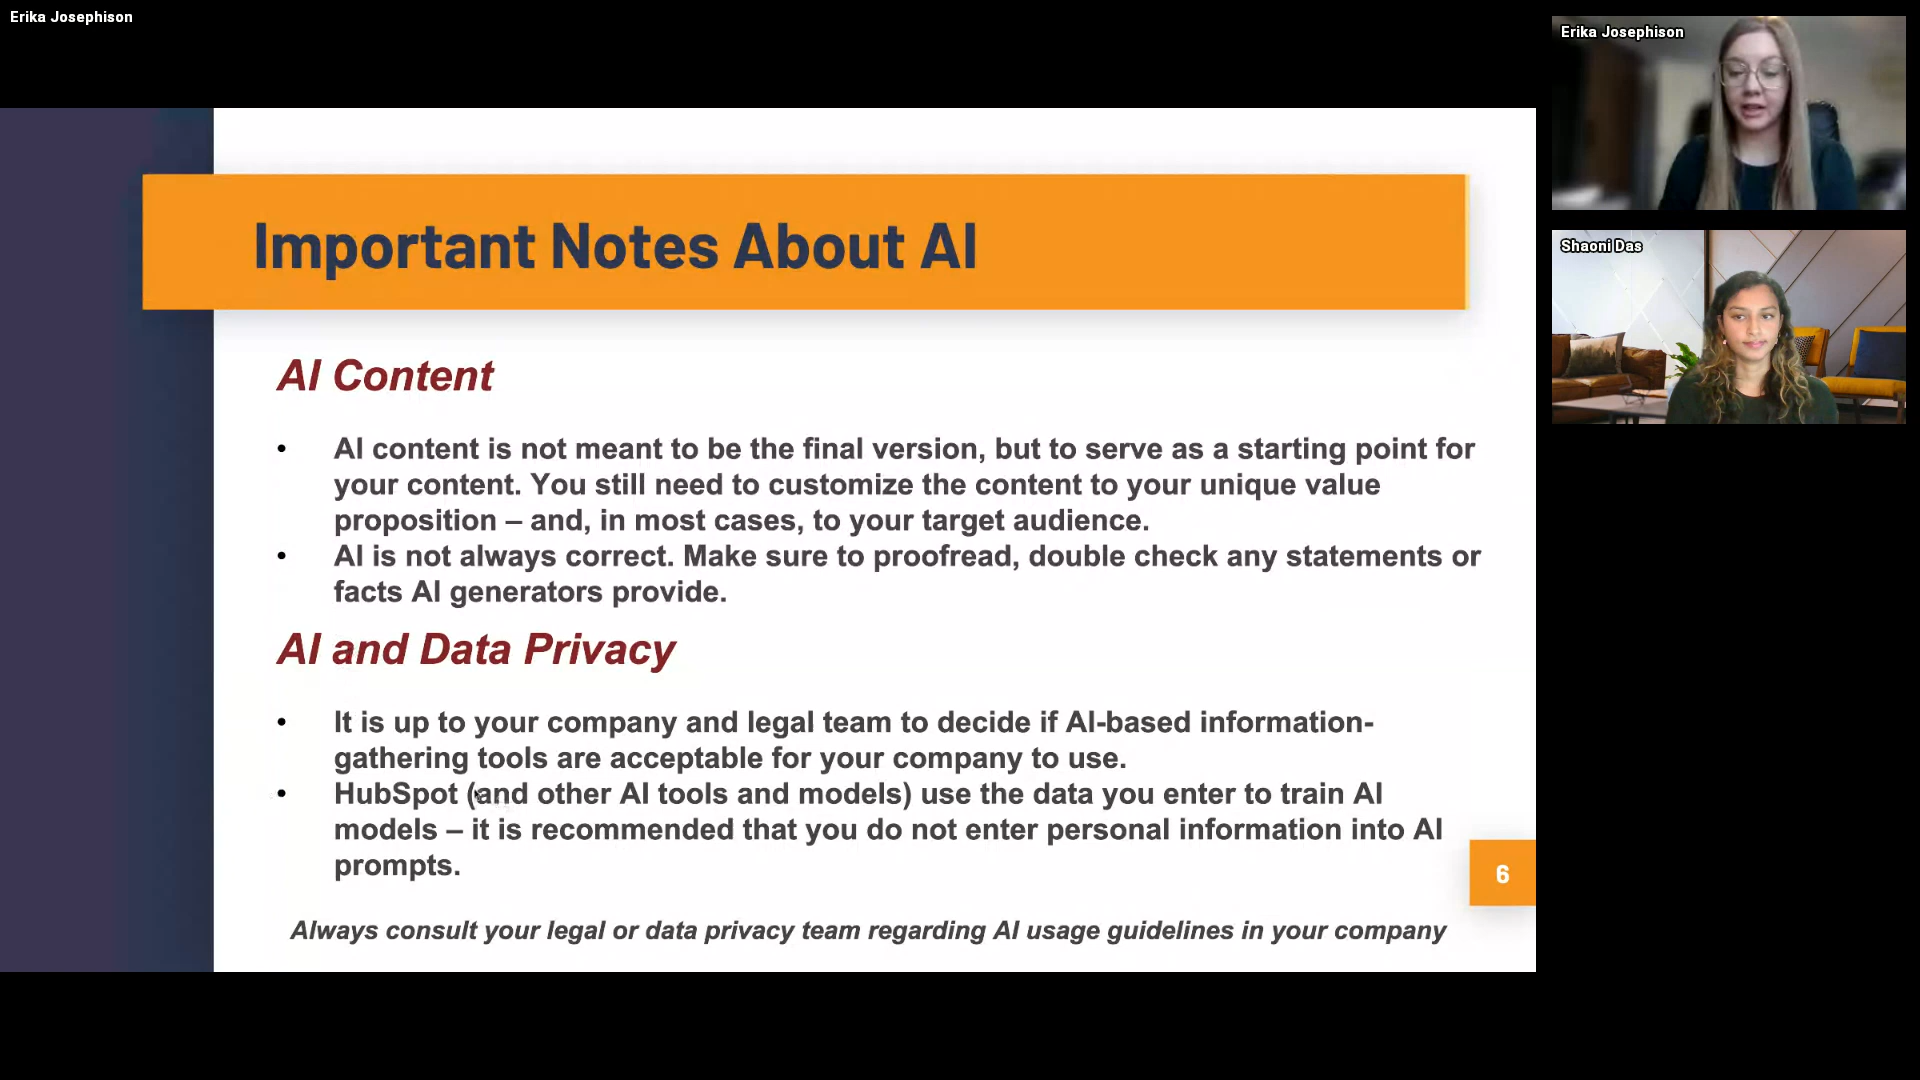 Erika Josephison
Erika Josephison
Shaoni Das
Important Notes About AI
AI Content
• AI content is not meant to be the final version, but to serve as a starting point for
your content. You still need to customize the content to your unique value
proposition – and, in most cases, to your target audience.
• AI is not always correct. Make sure to proofread, double check any statements or
facts AI generators provide.
AI and Data Privacy
• It is up to your company and legal team to decide if AI-based information-
gathering tools are acceptable for your company to use.
• HubSpot (and other AI tools and models) use the data you enter to train AI
models – it is recommended that you do not enter personal information into AI
prompts.
6
Always consult your legal or data privacy team regarding AI usage guidelines in your company